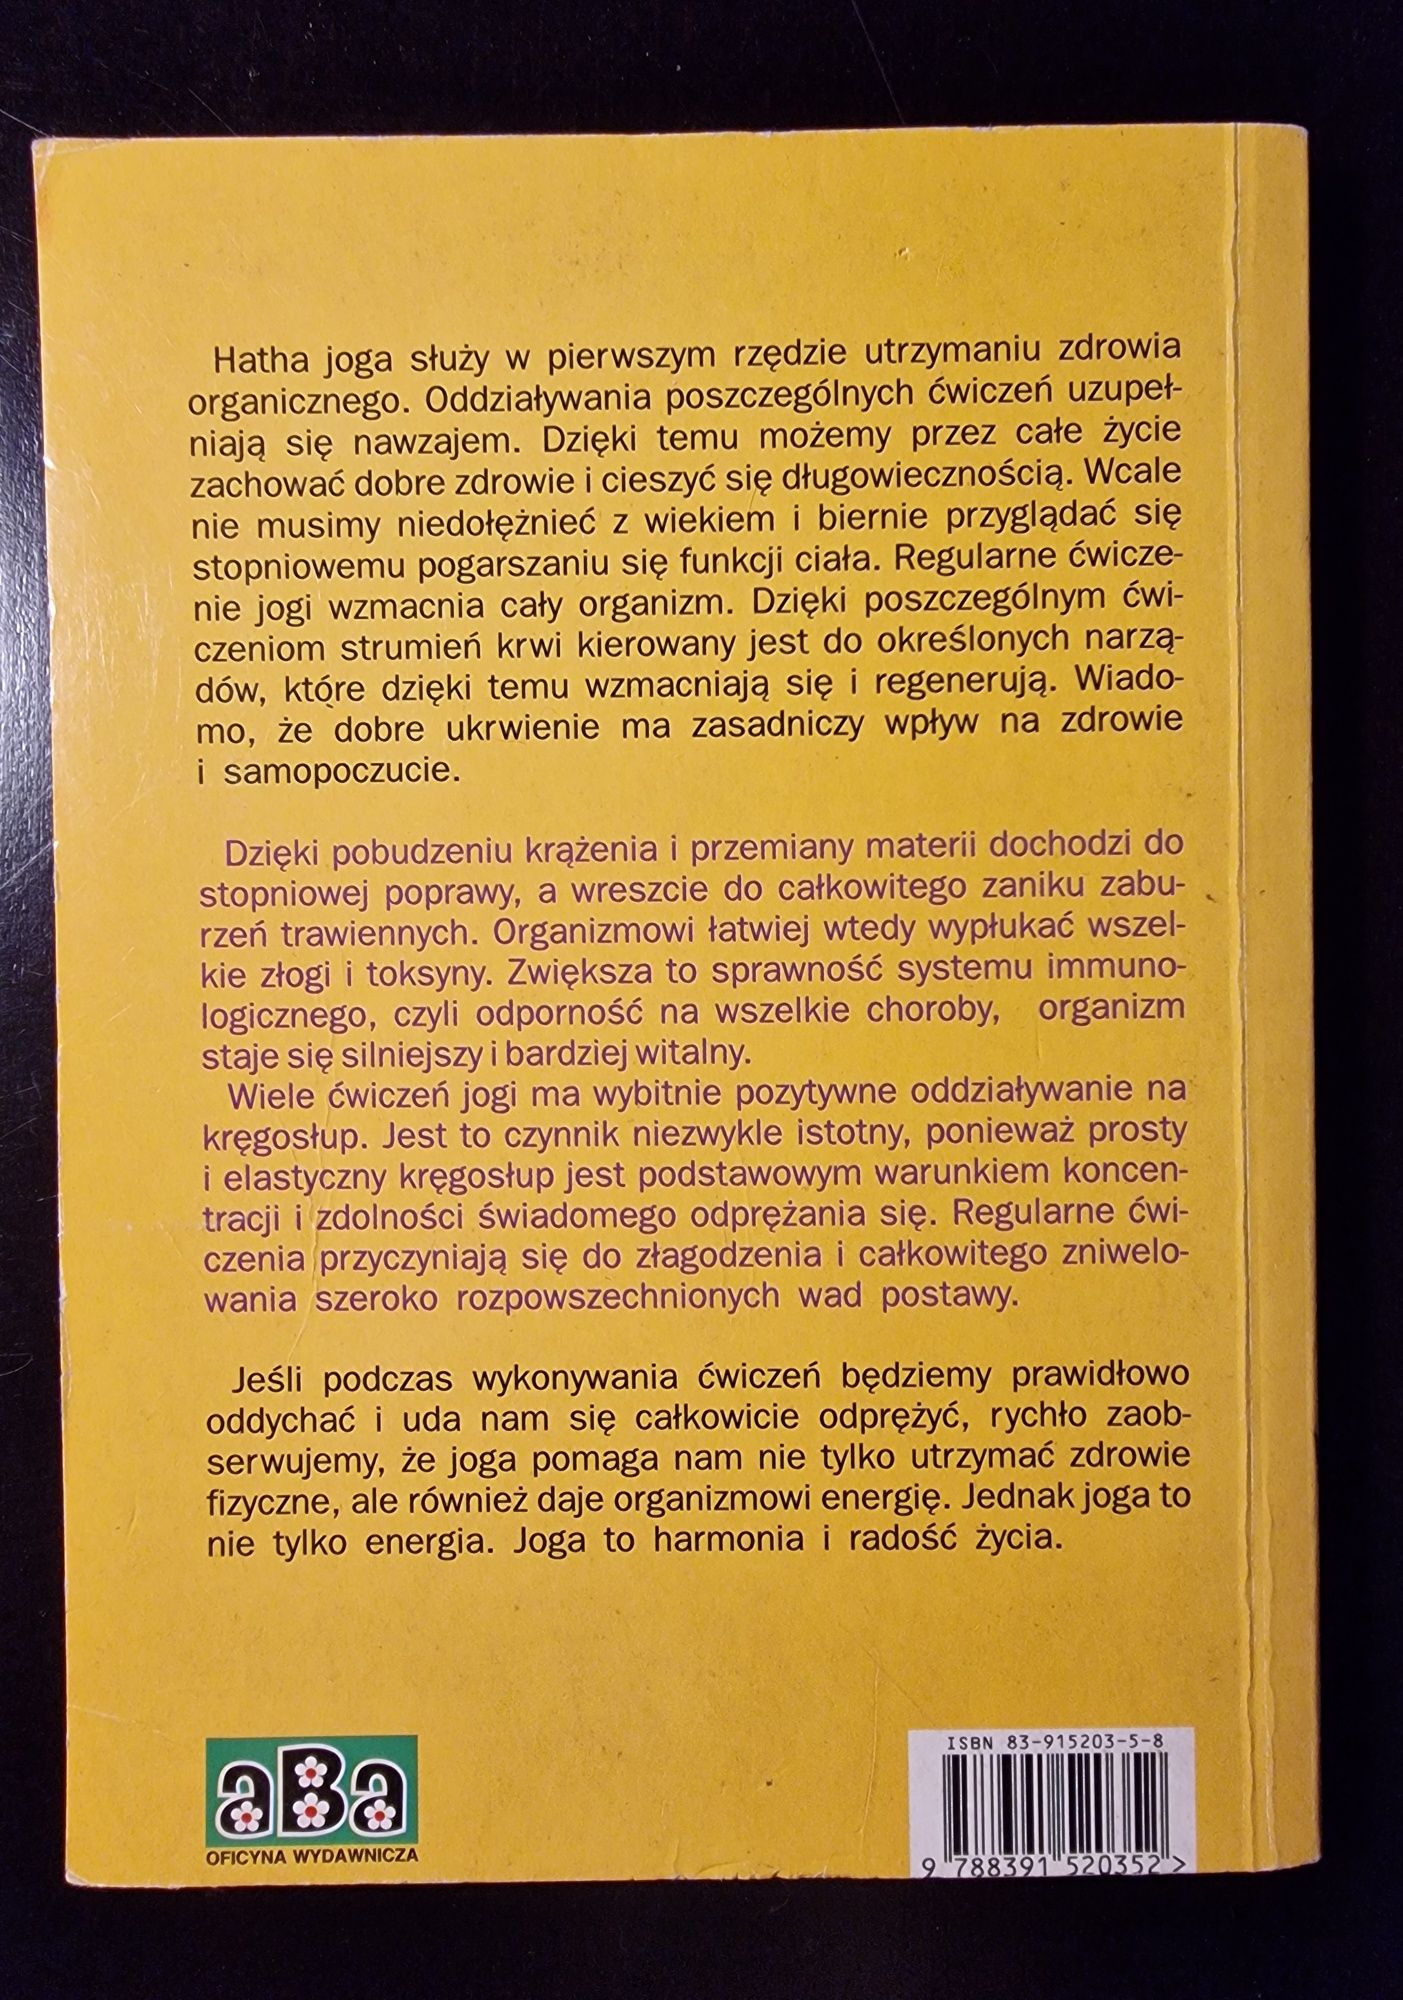 Hatha joga służy w pierwszym rzędzie utrzymaniu zdrowia
organicznego. Oddziaływania poszczególnych ćwiczeń uzupeł-
niają się nawzajem. Dzięki temu możemy przez całe życie
zachować dobre zdrowie i cieszyć się długowiecznością. Wcale
nie musimy niedołężnieć z wiekiem i biernie przyglądać się
stopniowemu pogarszaniu się funkcji ciała. Regularne ćwicze-
nie jogi wzmacnia cały organizm. Dzięki poszczególnym ćwi-
czeniom strumień krwi kierowany jest do określonych narzą-
dów, które dzięki temu wzmacniają się i regenerują. Wiado-
mo, że dobre ukrwienie ma zasadniczy wpływ na zdrowie
i samopoczucie.
Dzięki pobudzeniu krążenia i przemiany materii dochodzi do
stopniowej poprawy, a wreszcie do całkowitego zaniku zabu-
rzeń trawiennych. Organizmowi łatwiej wtedy wypłukać wszel-
kie złogi i toksyny. Zwiększa to sprawność systemu immuno-
logicznego, czyli odporność na wszelkie choroby, organizm
staje się silniejszy i bardziej witalny.
Wiele ćwiczeń jogi ma wybitnie pozytywne oddziaływanie na
kręgosłup. Jest to czynnik niezwykle istotny, ponieważ prosty
i elastyczny kręgosłup jest podstawowym warunkiem koncen-
tracji i zdolności świadomego odprężania się. Regularne ćwi-
czenia przyczyniają się do złagodzenia i całkowitego zniwelo-
wania szeroko rozpowszechnionych wad postawy.
Jeśli podczas wykonywania ćwiczeń będziemy prawidłowo
oddychać i uda nam się całkowicie odprężyć, rychło zaob-
serwujemy, że joga pomaga nam nie tylko utrzymać zdrowie
fizyczne, ale również daje organizmowi energię. Jednak joga to
nie tylko energia. Joga to harmonia i radość życia.
aBa
OFICYNA WYDAWNICZA
ISBN 83-915203-5-8
9 788391 520352 >